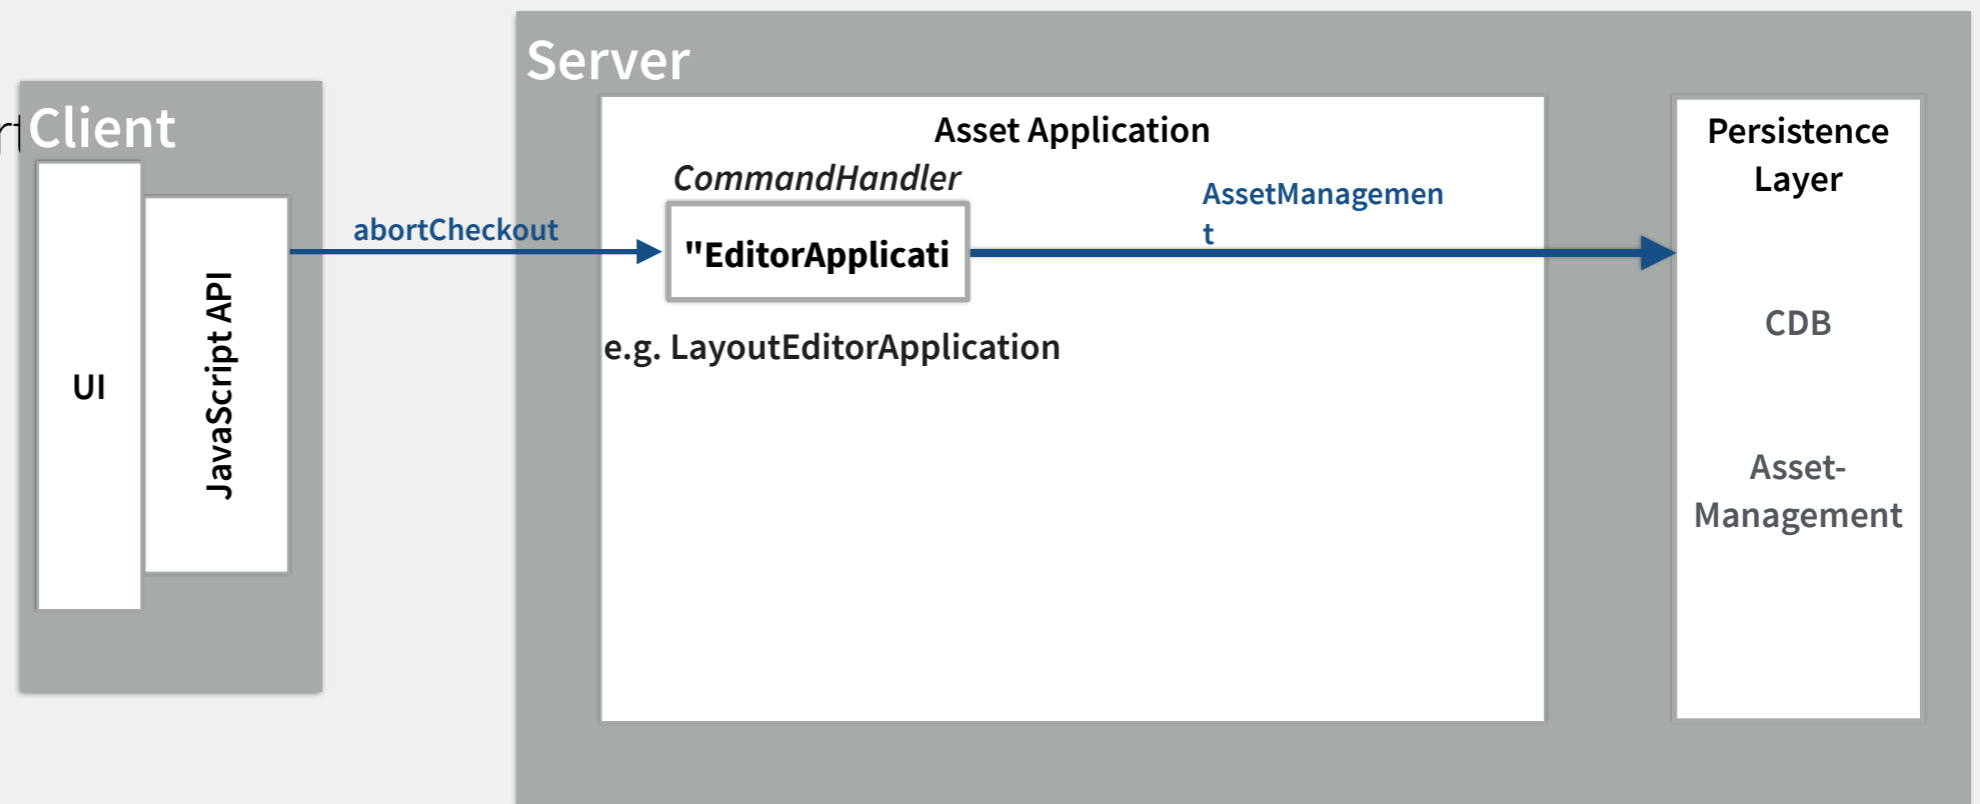 Server
Client
Asset Application
Persistence
Layer
CommandHandler
AssetManagemen
t
abortCheckout
"EditorApplicati
JavaScript API
CDB
e.g. LayoutEditorApplication
UI
Asset-
Management